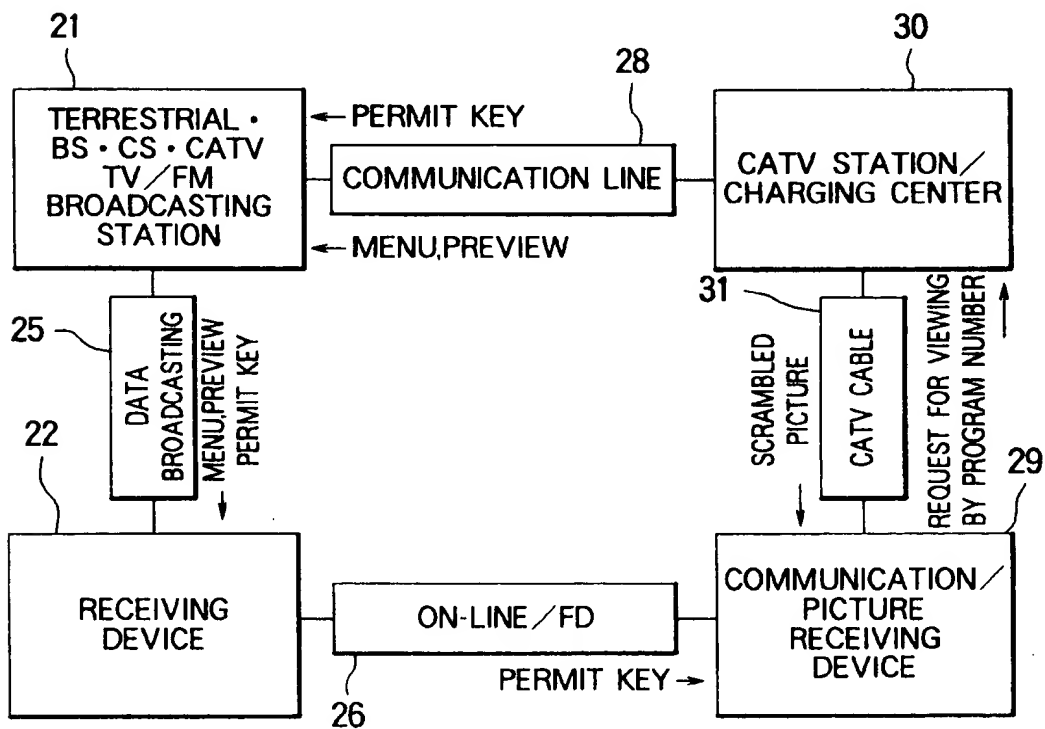 21
28
30
TERRESTRIAL・
BS・CS・CATV
TV/FM
BROADCASTING
STATION
←PERMIT KEY
COMMUNICATION LINE
←MENU,PREVIEW
CATV STATION/
CHARGING CENTER
25
DATA
BROADCASTING
MENU,PREVIEW
PERMIT KEY
↓
31
SCRAMBLED
PICTURE
↓
CATV CABLE
REQUEST FOR VIEWING
BY PROGRAM NUMBER
↑
22
29
RECEIVING
DEVICE
ON-LINE/FD
26
PERMIT KEY→
COMMUNICATION/
PICTURE
RECEIVING
DEVICE